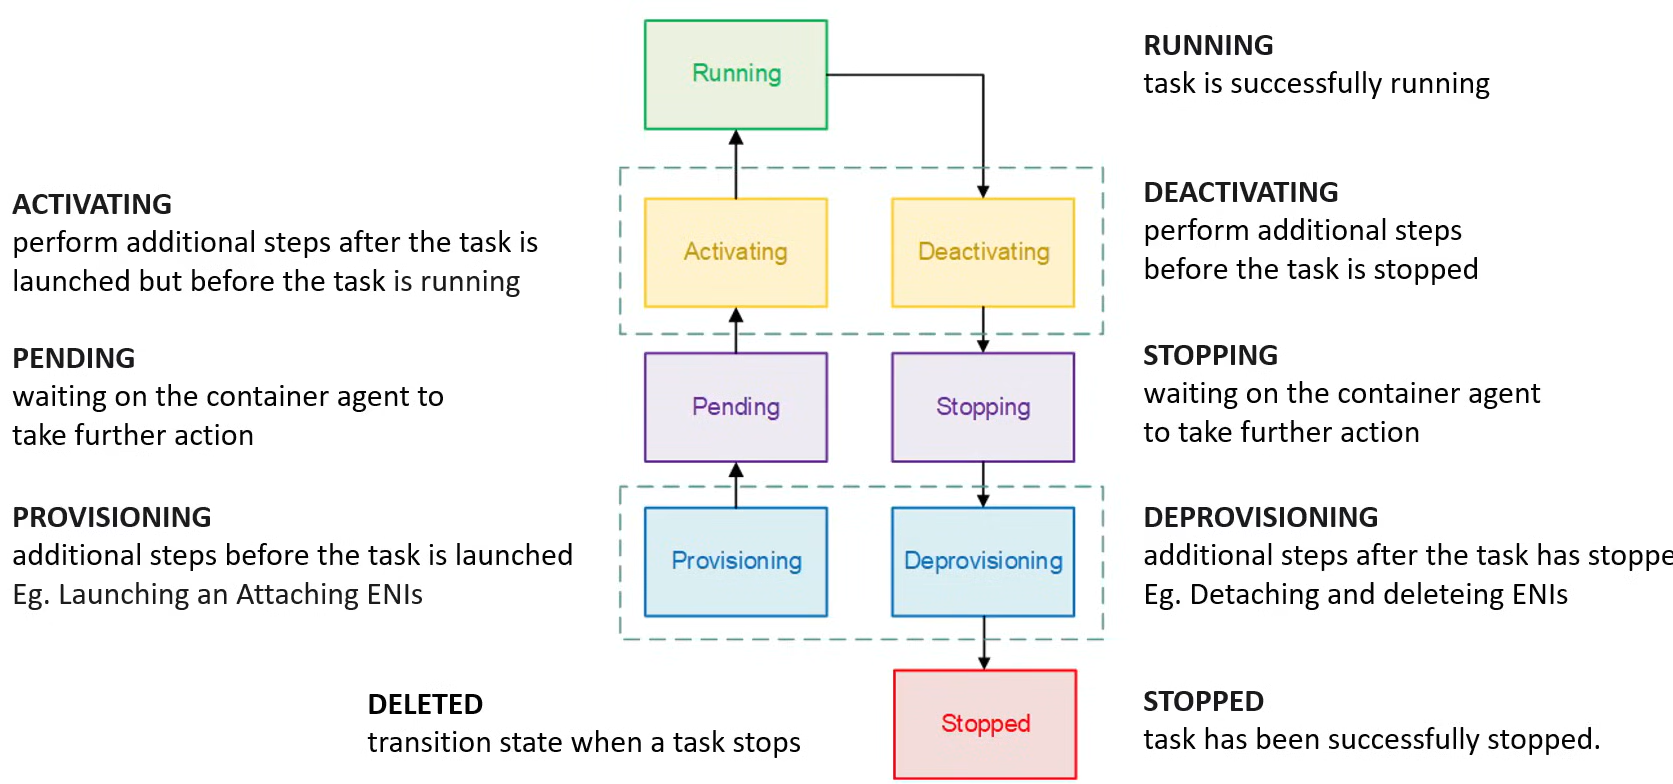 Running
RUNNING
task is successfully running
ACTIVATING
perform additional steps after the task is
launched but before the task is running
Activating
Deactivating
DEACTIVATING
perform additional steps
before the task is stopped
PENDING
waiting on the container agent to
take further action
Pending
Stopping
STOPPING
waiting on the container agent
to take further action
PROVISIONING
additional steps before the task is launched
Eg. Launching an Attaching ENIs
Provisioning
Deprovisioning
DEPROVISIONING
additional steps after the task has stoppe
Eg. Detaching and deleteing ENIs
DELETED
transition state when a task stops
Stopped
STOPPED
task has been successfully stopped.